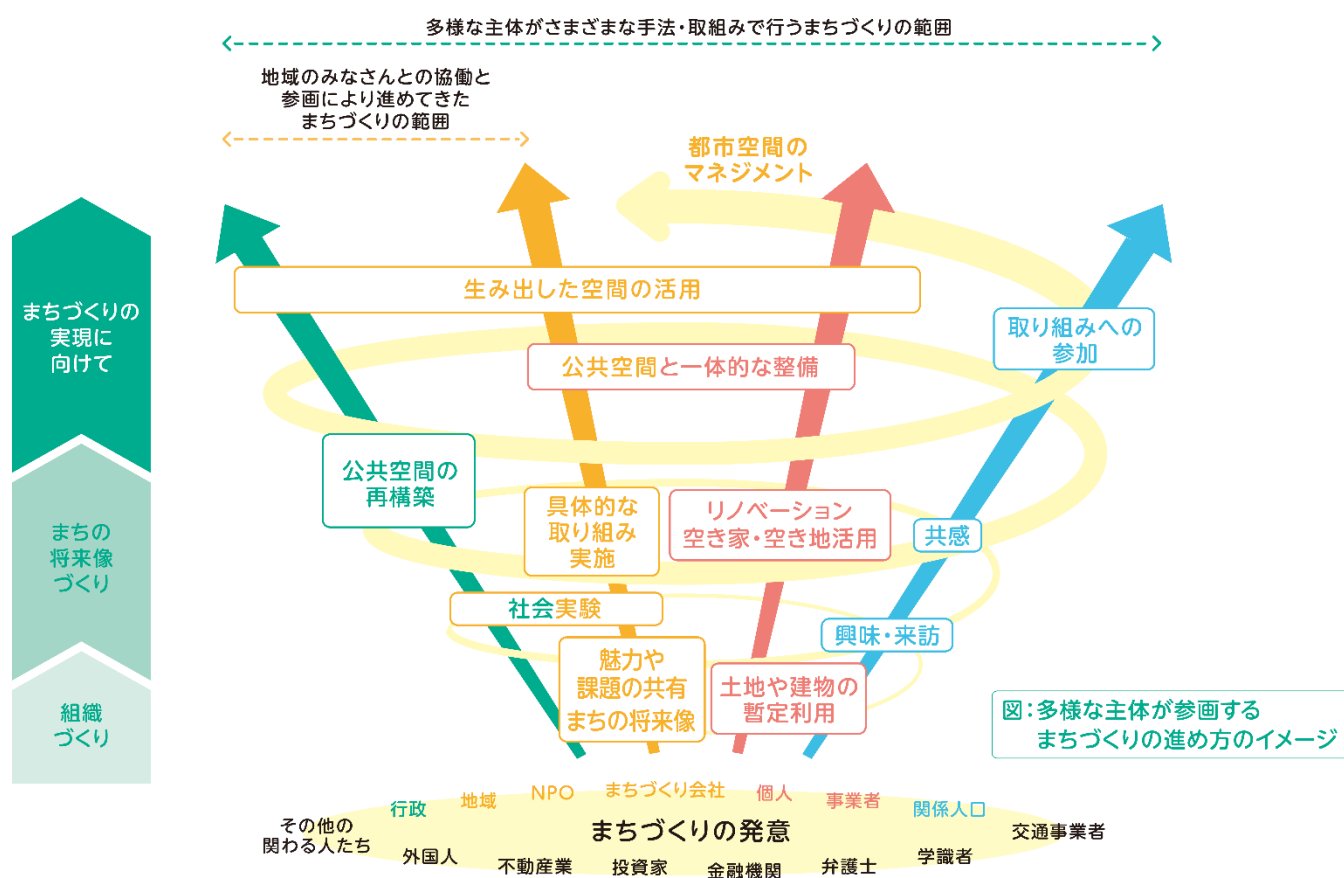 多様な主体がさまざまな手法・取組みで行うまちづくりの範囲
地域のみなさんとの協働と
参画により進めてきた
まちづくりの範囲
都市空間の
マネジメント
まちづくりの
実現に
向けて
まちの
将来像
づくり
組織
づくり
生み出した空間の活用
取り組みへの
参加
公共空間と一体的な整備
公共空間の
再構築
具体的な
取り組み
実施
リノベーション
空き家・空き地活用
共感
社会実験
興味・来訪
魅力や
課題の共有
まちの将来像
土地や建物の
暫定利用
図：多様な主体が参画する
まちづくりの進め方のイメージ
行政
地域
NPO
まちづくり会社
個人
事業者
関係人口
その他の
関わる人たち
まちづくりの発意
交通事業者
外国人
不動産業
投資家
金融機関
弁護士
学識者